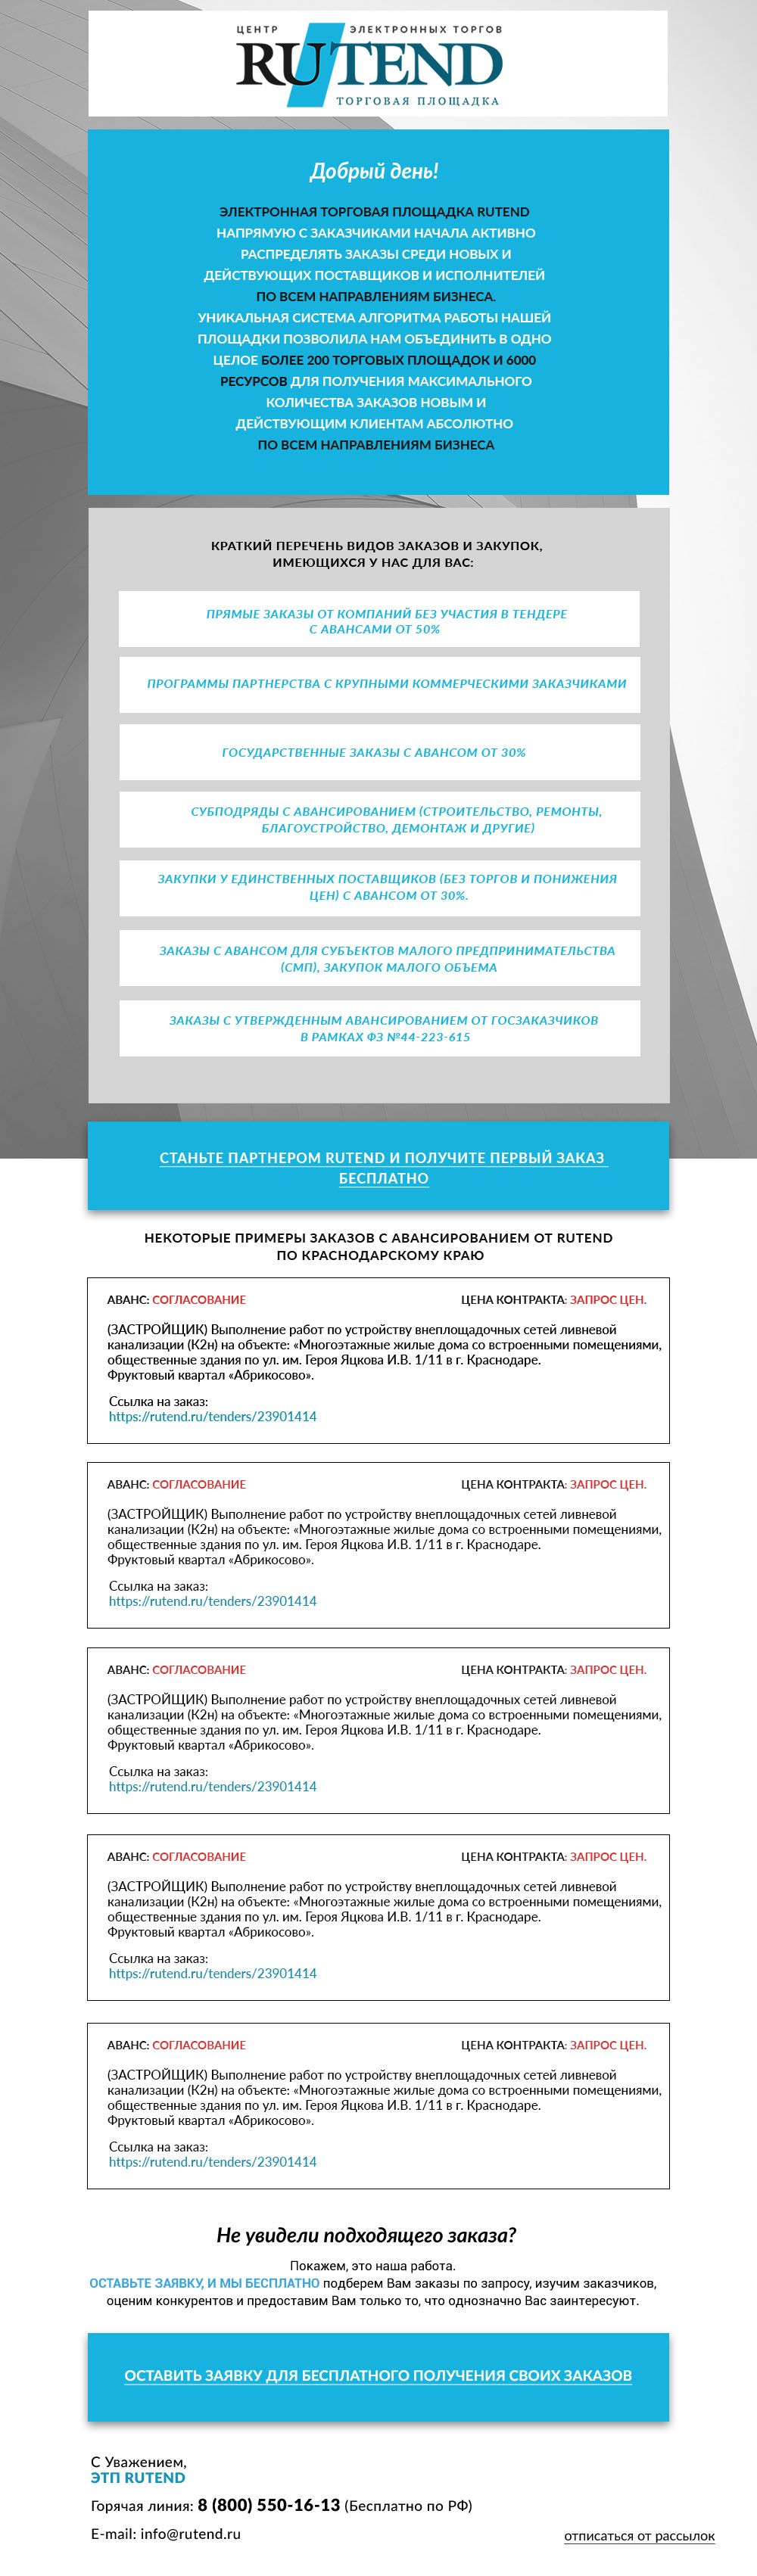 ЦЕНТР ЭЛЕКТРОННЫХ ТОРГОВ
RUTEND
ТОРГОВАЯ ПЛОЩАДКА
Добрый день!
ЭЛЕКТРОННАЯ ТОРГОВАЯ ПЛОЩАДКА RUTEND
НАПРЯМУЮ С ЗАКАЗЧИКАМИ НАЧАЛА АКТИВНО
РАСПРЕДЕЛЯТЬ ЗАКАЗЫ СРЕДИ НОВЫХ И
ДЕЙСТВУЮЩИХ ПОСТАВЩИКОВ И ИСПОЛНИТЕЛЕЙ
ПО ВСЕМ НАПРАВЛЕНИЯМ БИЗНЕСА.
УНИКАЛЬНАЯ СИСТЕМА АЛГОРИТМА РАБОТЫ НАШЕЙ
ПЛОЩАДКИ ПОЗВОЛИЛА НАМ ОБЪЕДИНИТЬ В ОДНО
ЦЕЛОЕ БОЛЕЕ 200 ТОРГОВЫХ ПЛОЩАДОК И 6000
РЕСУРСОВ ДЛЯ ПОЛУЧЕНИЯ МАКСИМАЛЬНОГО
КОЛИЧЕСТВА ЗАКАЗОВ НОВЫМ И
ДЕЙСТВУЮЩИМ КЛИЕНТАМ АБСОЛЮТНО
ПО ВСЕМ НАПРАВЛЕНИЯМ БИЗНЕСА
КРАТКИЙ ПЕРЕЧЕНЬ ВИДОВ ЗАКАЗОВ И ЗАКУПОК,
ИМЕЮЩИХСЯ У НАС ДЛЯ ВАС:
ПРЯМЫЕ ЗАКАЗЫ ОТ КОМПАНИЙ БЕЗ УЧАСТИЯ В ТЕНДЕРЕ
С АВАНСАМИ ОТ 50%
ПРОГРАММЫ ПАРТНЕРСТВА С КРУПНЫМИ КОММЕРЧЕСКИМИ ЗАКАЗЧИКАМИ
ГОСУДАРСТВЕННЫЕ ЗАКАЗЫ С АВАНСОМ ОТ 30%
СУБПОДРЯДЫ С АВАНСИРОВАНИЕМ (СТРОИТЕЛЬСТВО, РЕМОНТЫ,
БЛАГОУСТРОЙСТВО, ДЕМОНТАЖ И ДРУГИЕ)
ЗАКУПКИ У ЕДИНСТВЕННЫХ ПОСТАВЩИКОВ (БЕЗ ТОРГОВ И ПОНИЖЕНИЯ
ЦЕН) С АВАНСОМ ОТ 30%.
ЗАКАЗЫ С АВАНСОМ ДЛЯ СУБЪЕКТОВ МАЛОГО ПРЕДПРИНИМАТЕЛЬСТВА
(СМП), ЗАКУПОК МАЛОГО ОБЪЕМА
ЗАКАЗЫ С УТВЕРЖДЕННЫМ АВАНСИРОВАНИЕМ ОТ ГОСЗАКАЗЧИКОВ
В РАМКАХ ФЗ №44-223-615
СТАНЬТЕ ПАРТНЕРОМ RUTEND И ПОЛУЧИТЕ ПЕРВЫЙ ЗАКАЗ
БЕСПЛАТНО
НЕКОТОРЫЕ ПРИМЕРЫ ЗАКАЗОВ С АВАНСИРОВАНИЕМ ОТ RUTEND
ПО КРАСНОДАРСКОМУ КРАЮ
АВАНС: СОГЛАСОВАНИЕ ЦЕНА КОНТРАКТА: ЗАПРОС ЦЕН.
(ЗАСТРОЙЩИК) Выполнение работ по устройству внеплощадочных сетей ливневой
канализации (К2н) на объекте: «Многоэтажные жилые дома со встроенными помещениями,
общественные здания по ул. им. Героя Яцкова И.В. 1/11 в г. Краснодаре.
Фруктовый квартал «Абрикосово».
Ссылка на заказ:
https://rutend.ru/tenders/23901414
АВАНС: СОГЛАСОВАНИЕ ЦЕНА КОНТРАКТА: ЗАПРОС ЦЕН.
(ЗАСТРОЙЩИК) Выполнение работ по устройству внеплощадочных сетей ливневой
канализации (К2н) на объекте: «Многоэтажные жилые дома со встроенными помещениями,
общественные здания по ул. им. Героя Яцкова И.В. 1/11 в г. Краснодаре.
Фруктовый квартал «Абрикосово».
Ссылка на заказ:
https://rutend.ru/tenders/23901414
АВАНС: СОГЛАСОВАНИЕ ЦЕНА КОНТРАКТА: ЗАПРОС ЦЕН.
(ЗАСТРОЙЩИК) Выполнение работ по устройству внеплощадочных сетей ливневой
канализации (К2н) на объекте: «Многоэтажные жилые дома со встроенными помещениями,
общественные здания по ул. им. Героя Яцкова И.В. 1/11 в г. Краснодаре.
Фруктовый квартал «Абрикосово».
Ссылка на заказ:
https://rutend.ru/tenders/23901414
АВАНС: СОГЛАСОВАНИЕ ЦЕНА КОНТРАКТА: ЗАПРОС ЦЕН.
(ЗАСТРОЙЩИК) Выполнение работ по устройству внеплощадочных сетей ливневой
канализации (К2н) на объекте: «Многоэтажные жилые дома со встроенными помещениями,
общественные здания по ул. им. Героя Яцкова И.В. 1/11 в г. Краснодаре.
Фруктовый квартал «Абрикосово».
Ссылка на заказ:
https://rutend.ru/tenders/23901414
АВАНС: СОГЛАСОВАНИЕ ЦЕНА КОНТРАКТА: ЗАПРОС ЦЕН.
(ЗАСТРОЙЩИК) Выполнение работ по устройству внеплощадочных сетей ливневой
канализации (К2н) на объекте: «Многоэтажные жилые дома со встроенными помещениями,
общественные здания по ул. им. Героя Яцкова И.В. 1/11 в г. Краснодаре.
Фруктовый квартал «Абрикосово».
Ссылка на заказ:
https://rutend.ru/tenders/23901414
Не увидели подходящего заказа?
Покажем, это наша работа.
ОСТАВЬТЕ ЗАЯВКУ, И МЫ БЕСПЛАТНО подберем Вам заказы по запросу, изучим заказчиков,
оценим конкурентов и предоставим Вам только то, что однозначно Вас заинтересуют.
ОСТАВИТЬ ЗАЯВКУ ДЛЯ БЕСПЛАТНОГО ПОЛУЧЕНИЯ СВОИХ ЗАКАЗОВ
С Уважением,
ЭТП RUTEND
Горячая линия: 8 (800) 550-16-13 (Бесплатно по РФ)
E-mail: info@rutend.ru
отписаться от рассылок